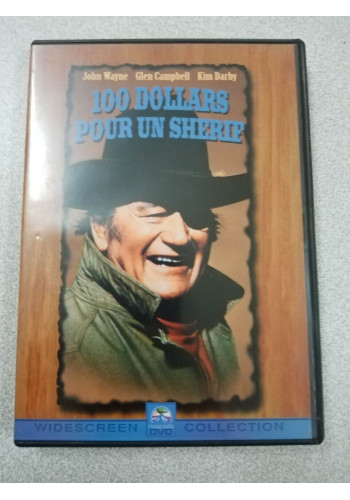 John Wayne Glen Campbell Kim Darby
100 DOLLARS
POUR UN SHERIF
WIDESCREEN DVD COLLECTION